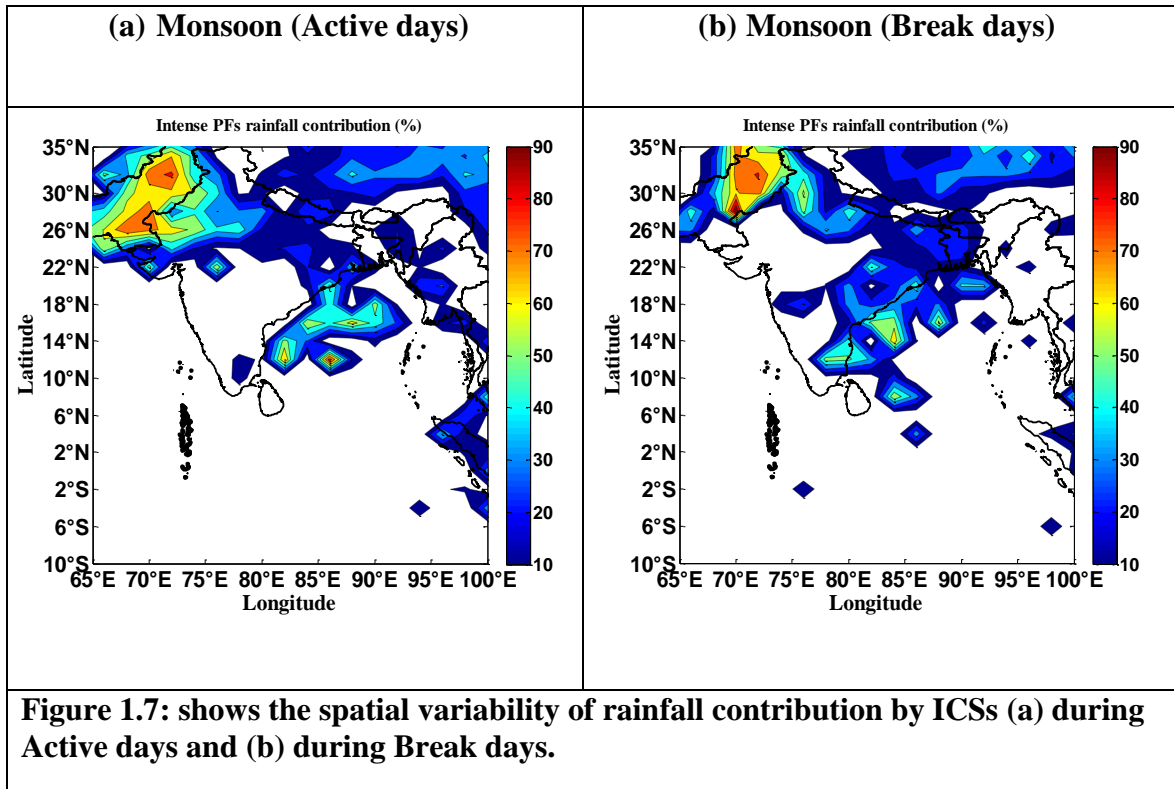 (a) Monsoon (Active days)
(b) Monsoon (Break days)
Intense PFs rainfall contribution (%)
35°N
30°N
26°N
22°N
18°N
14°N
10°N
6°N
2°N
2°S
6°S
10°S
Latitude
65°E 70°E 75°E 80°E 85°E 90°E 95°E 100°E
Longitude
90
80
70
60
50
40
30
20
10
Intense PFs rainfall contribution (%)
35°N
30°N
26°N
22°N
18°N
14°N
10°N
6°N
2°N
2°S
6°S
10°S
Latitude
65°E 70°E 75°E 80°E 85°E 90°E 95°E 100°E
Longitude
90
80
70
60
50
40
30
20
10
Figure 1.7: shows the spatial variability of rainfall contribution by ICSs (a) during
Active days and (b) during Break days.